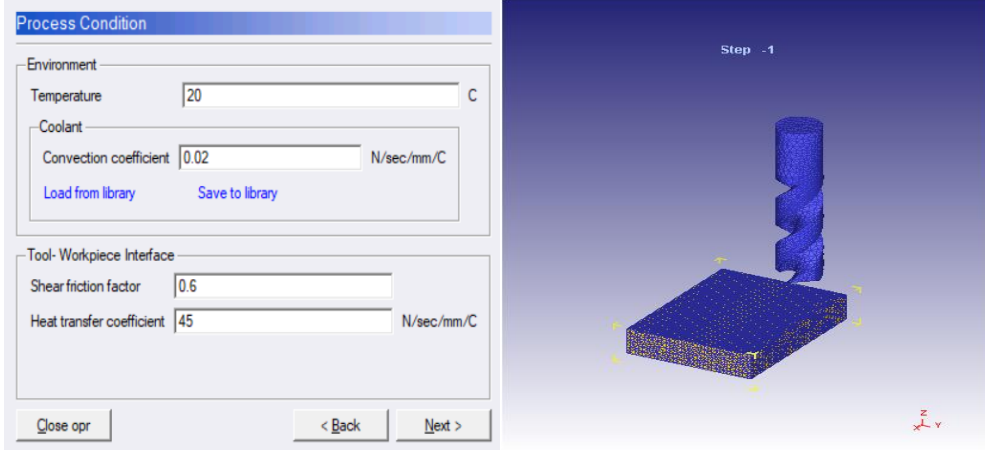 Process Condition
Environment
Temperature 20 C
Coolant
Convection coefficient 0.02 N/sec/mm/C
Load from library Save to library
Tool- Workpiece Interface
Shear friction factor 0.6
Heat transfer coefficient 45 N/sec/mm/C
Close opr < Back Next >
Step -1
Z
X Y